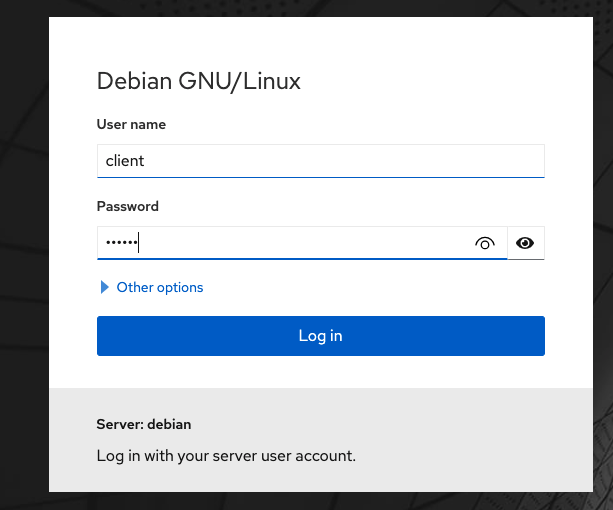 Debian GNU/Linux
User name
client
Password
••••••
Other options
Log in
Server: debian
Log in with your server user account.